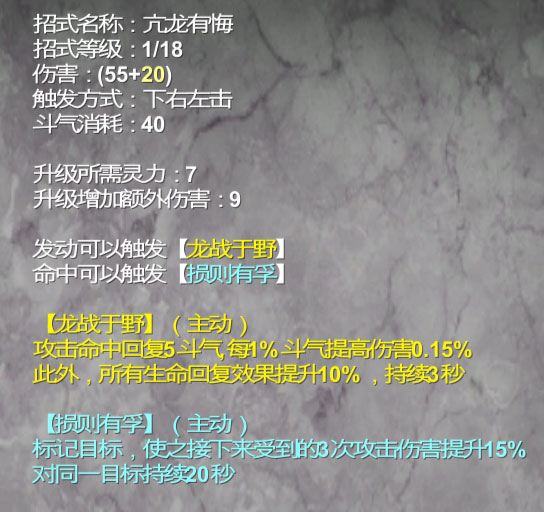 招式名称：亢龙有悔
招式等级：1/18
伤害：(55+20)
触发方式：下右左击
斗气消耗：40
升级所需灵力：7
升级增加额外伤害：9
发动可以触发【龙战于野】
命中可以触发【损则有孚】
【龙战于野】（主动）
攻击命中回复5斗气,每1%斗气提高伤害0.15%
此外，所有生命回复效果提升10%，持续3秒
【损则有孚】（主动）
标记目标，使之接下来受到的3次攻击伤害提升15%
对同一目标持续20秒